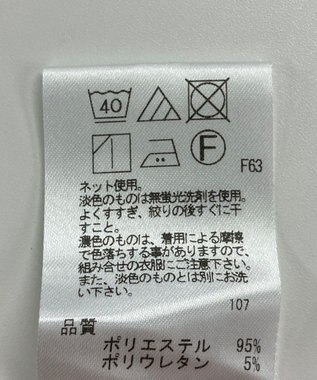 40
F
F63
ネット使用。
淡色のものは無蛍光洗剤を使用。
よくすすぎ、絞りの後すぐに干
すこと。
濃色のものは、着用による摩擦
で色落ちする事がありますので、
組み合せの衣服にご注意下さい。
また、淡色のものとは別にお洗
い下さい。
107
品質
ポリエステル 95%
ポリウレタン 5%